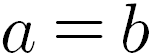 a = b